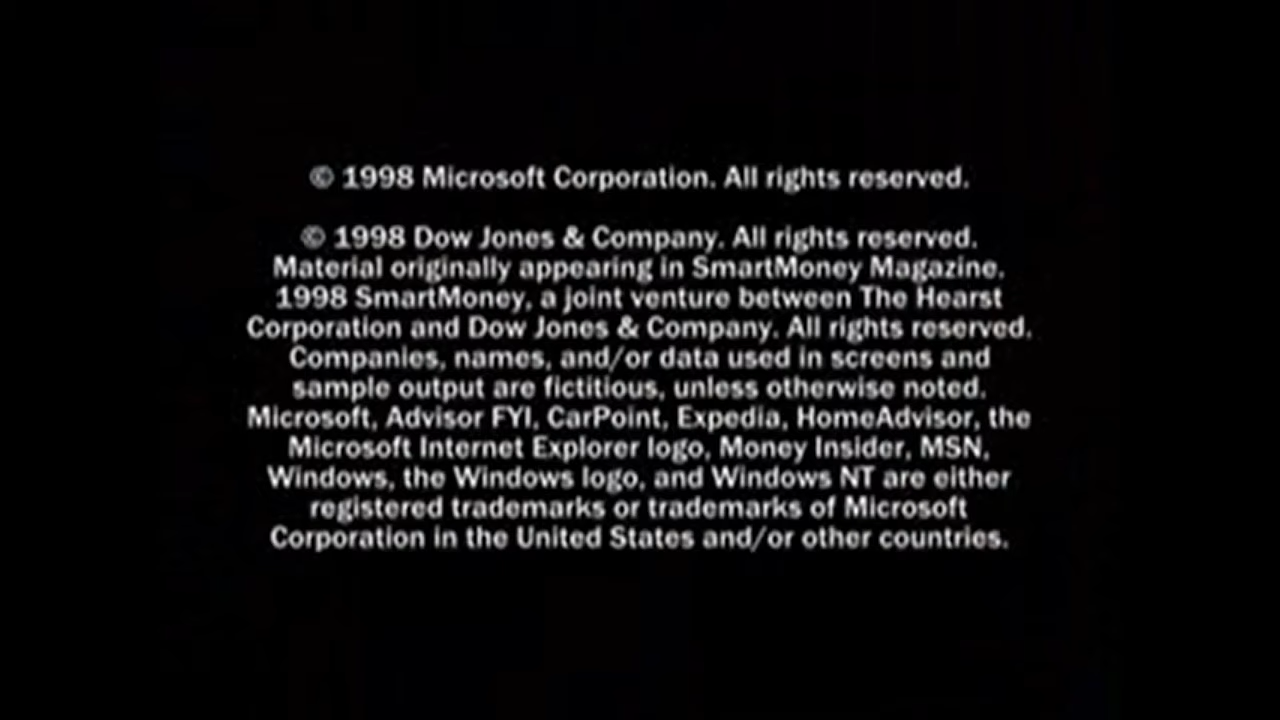 © 1998 Microsoft Corporation. All rights reserved.
© 1998 Dow Jones & Company. All rights reserved.
Material originally appearing in SmartMoney Magazine.
1998 SmartMoney, a joint venture between The Hearst
Corporation and Dow Jones & Company. All rights reserved.
Companies, names, and/or data used in screens and
sample output are fictitious, unless otherwise noted.
Microsoft, Advisor FYI, CarPoint, Expedia, HomeAdvisor, the
Microsoft Internet Explorer logo, Money Insider, MSN,
Windows, the Windows logo, and Windows NT are either
registered trademarks or trademarks of Microsoft
Corporation in the United States and/or other countries.